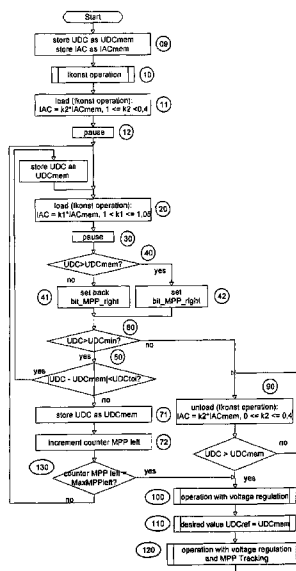 Start
store UDC as UDCmem
store IAC as IACmem
09
Ikonst operation
10
load (Ikonst operation):
IAC = k2*IACmem, 1 <= k2 <0,4
11
pause
12
store UDC as
UDCmem
load (Ikonst operation):
IAC = k1*IACmem, 1 < k1 <= 1,05
20
pause
30
40
UDC>UDCmem?
yes
no
41
set back
bit_MPP_right
set
bit_MPP_right
42
60
UDC>UDCmin?
no
yes
50
yes
|UDC - UDCmem|<UDCtol?
no
90
unload (Ikonst operation):
IAC = k2*IACmem, 0 <= k2 <= 0,4
store UDC as UDCmem
71
increment counter MPP left
72
UDC > UDCmem
no
130
counter MPP left =
MaxMPPleft?
yes
yes
no
100
operation with voltage regulation
110
desired value UDCref = UDCmem
120
operation with voltage regulation
and MPP Tracking